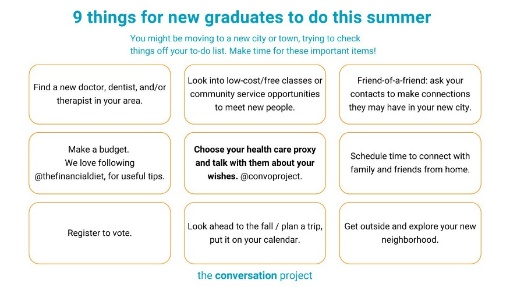 9 things for new graduates to do this summer
You might be moving to a new city or town, trying to check
things off your to-do list. Make time for these important items!
Find a new doctor, dentist, and/or
therapist in your area.
Look into low-cost/free classes or
community service opportunities
to meet new people.
Friend-of-a-friend: ask your
contacts to make connections
they may have in your new city.
Make a budget.
We love following
@thefinancialdiet, for useful tips.
Choose your health care proxy
and talk with them about your
wishes. @convoproject.
Schedule time to connect with
family and friends from home.
Register to vote.
Look ahead to the fall / plan a trip,
put it on your calendar.
Get outside and explore your new
neighborhood.
the conversation project